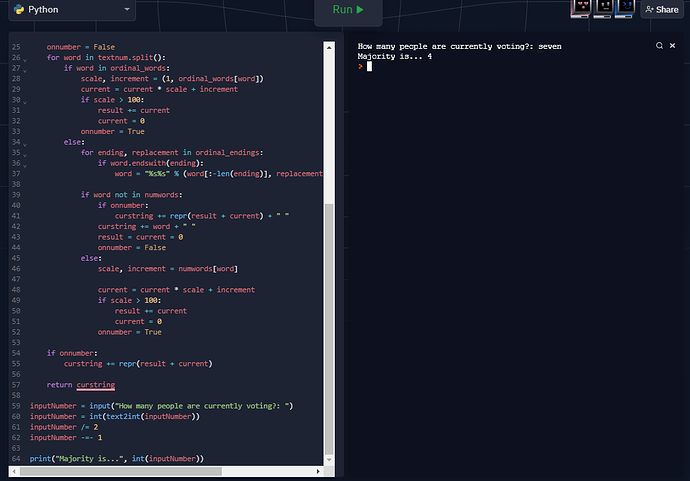 Python
Run
Share
25 onnumber = False
26 for word in textnum.split():
27 if word in ordinal_words:
28 scale, increment = (1, ordinal_words[word])
29 current = current * scale + increment
30 if scale > 100:
31 result += current
32 current = 0
33 onnumber = True
34 else:
35 for ending, replacement in ordinal_endings:
36 if word.endswith(ending):
37 word = "%s%s" % (word[:-len(ending)], replacement
38
39 if word not in numwords:
40 if onnumber:
41 curstring += repr(result + current) + " "
42 curstring += word + " "
43 result = current = 0
44 onnumber = False
45 else:
46 scale, increment = numwords[word]
47
48 current = current * scale + increment
49 if scale > 100:
50 result += current
51 current = 0
52 onnumber = True
53
54 if onnumber:
55 curstring += repr(result + current)
56
57 return curstring
58
59 inputNumber = input("How many people are currently voting?: ")
60 inputNumber = int(text2int(inputNumber))
61 inputNumber /= 2
62 inputNumber -=- 1
63
64 print("Majority is...", int(inputNumber))
How many people are currently voting?: seven
Majority is... 4
>